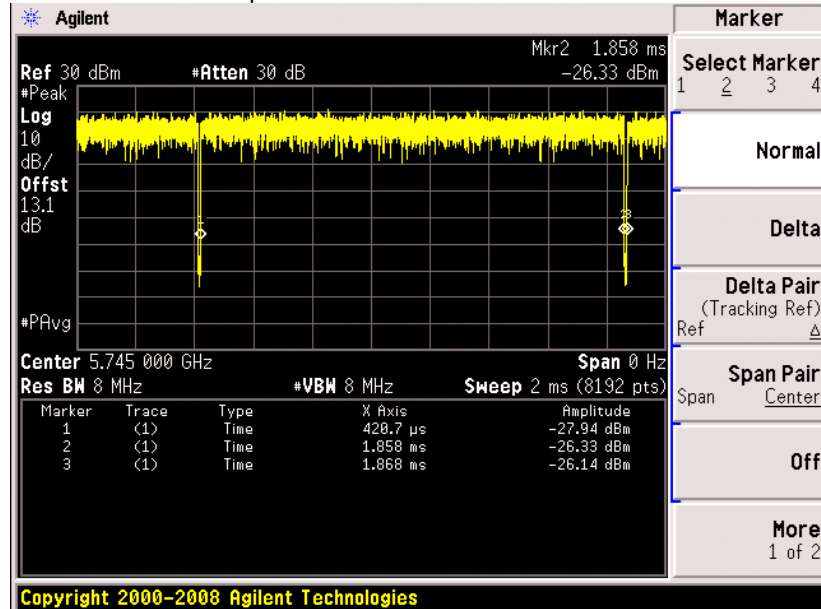 Agilent
Marker
Mkr2 1.858 ms
Ref 30 dBm #Atten 30 dB -26.33 dBm
#Peak
Log
10
dB/
Offst
13.1
dB
#PAvg
1
Center 5.745 000 GHz Span 0 Hz
Res BW 8 MHz #VBW 8 MHz Sweep 2 ms (8192 pts)
Marker Trace Type X Axis Amplitude
1 (1) Time 420.7 µs -27.94 dBm
2 (1) Time 1.858 ms -26.33 dBm
3 (1) Time 1.868 ms -26.14 dBm
Select Marker
1 2 3 4
Normal
Delta
Delta Pair
(Tracking Ref)
Ref Δ
Span Pair
Span Center
Off
More
1 of 2
Copyright 2000-2008 Agilent Technologies